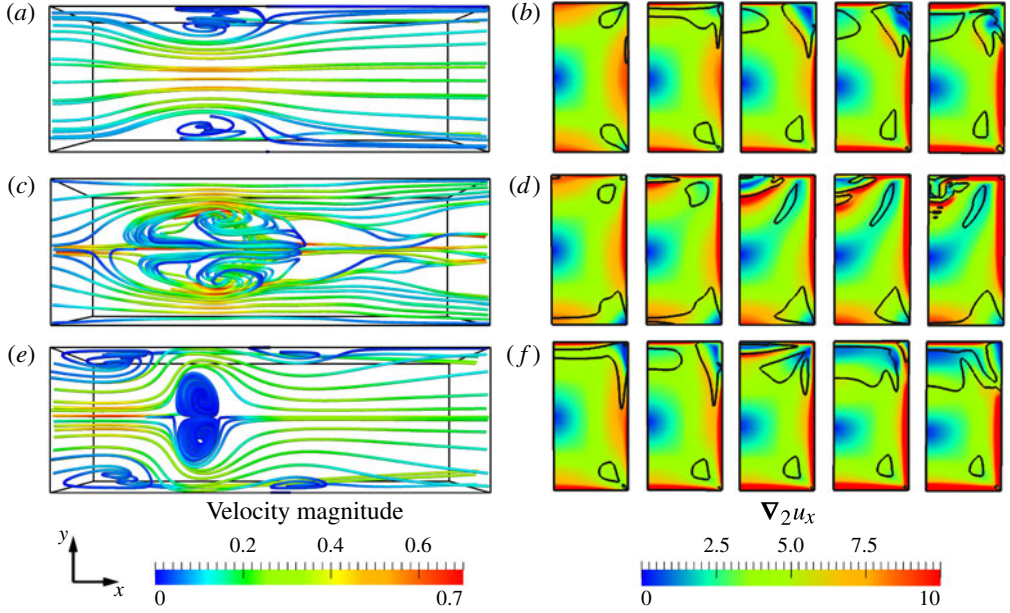 (a)
(b)
(c)
(d)
(e)
(f)
Velocity magnitude
∇₂uₓ
y
x
0.2 0.4 0.6
0 0.7
2.5 5.0 7.5
0 10